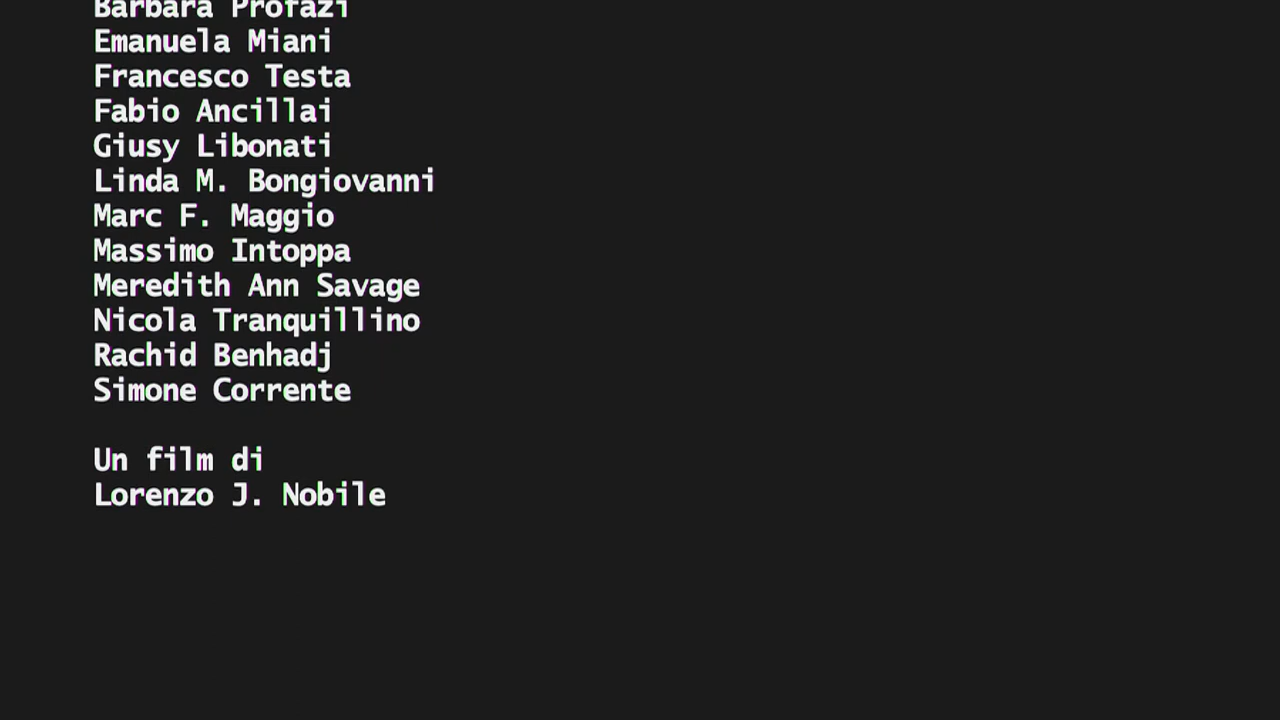 Barbara Profazi
Emanuela Miani
Francesco Testa
Fabio Ancillai
Giusy Libonati
Linda M. Bongiovanni
Marc F. Maggio
Massimo Intoppa
Meredith Ann Savage
Nicola Tranquillino
Rachid Benhadj
Simone Corrente
Un film di
Lorenzo J. Nobile